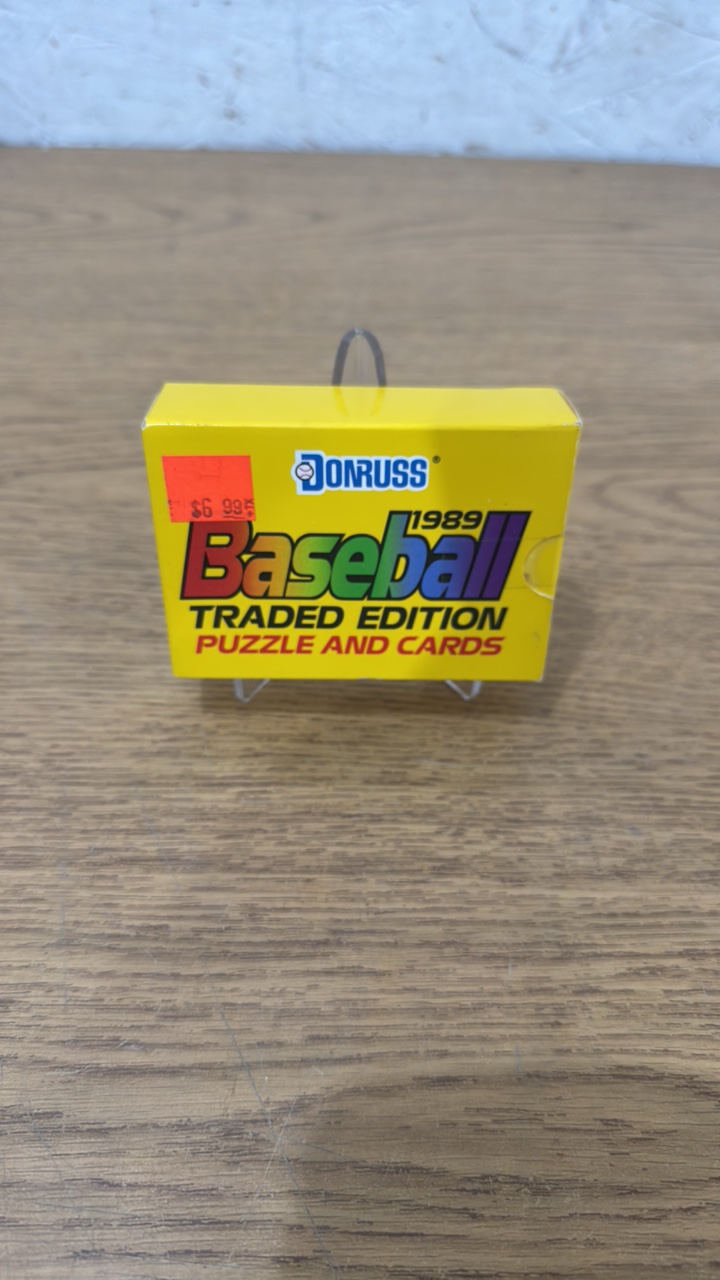 DONRUSS®
$6 99
1989
Baseball
TRADED EDITION
PUZZLE AND CARDS